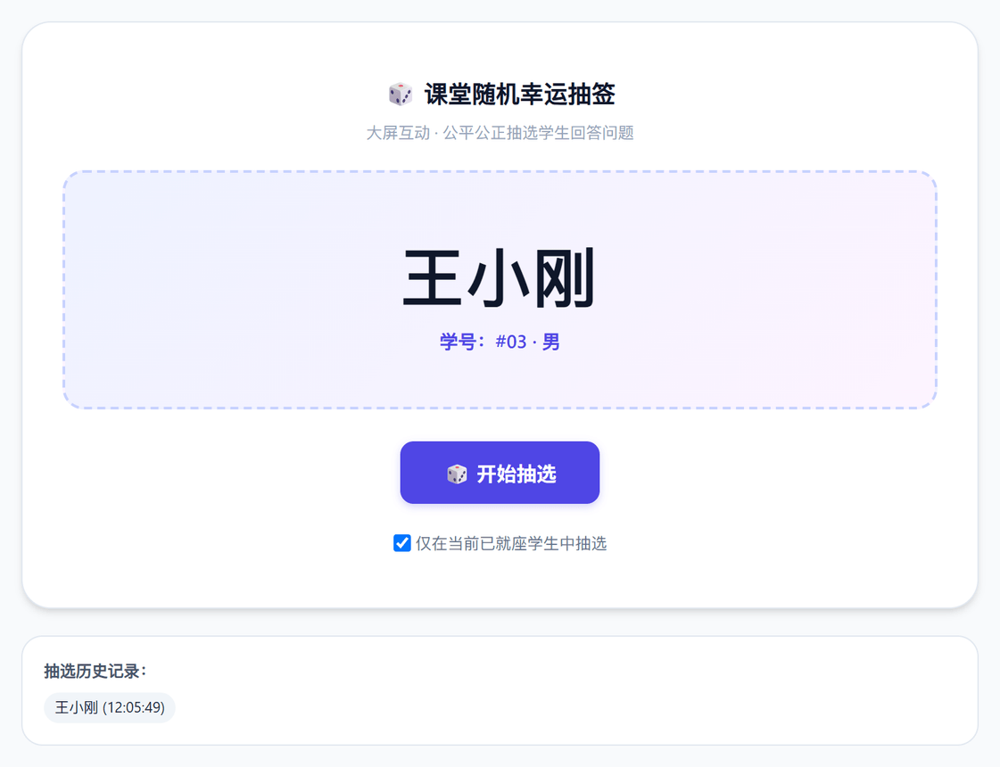 🎲 课堂随机幸运抽签
大屏互动 · 公平公正抽选学生回答问题
王小刚
学号：#03 · 男
🎲 开始抽选
仅在当前已就座学生中抽选
抽选历史记录：
王小刚 (12:05:49)